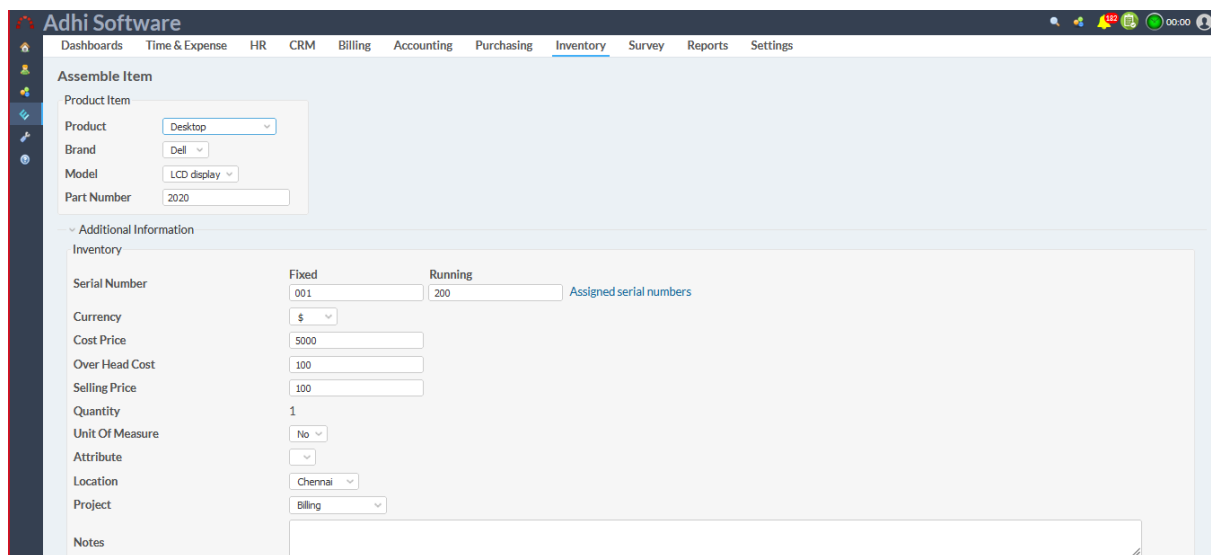 Adhi Software
182
00:00
Dashboards Time & Expense HR CRM Billing Accounting Purchasing Inventory Survey Reports Settings
Assemble Item
Product Item
Product Desktop
Brand Dell
Model LCD display
Part Number 2020
Additional Information
Inventory
Fixed Running
Serial Number 001 200 Assigned serial numbers
Currency $
Cost Price 5000
Over Head Cost 100
Selling Price 100
Quantity 1
Unit Of Measure No
Attribute
Location Chennai
Project Billing
Notes